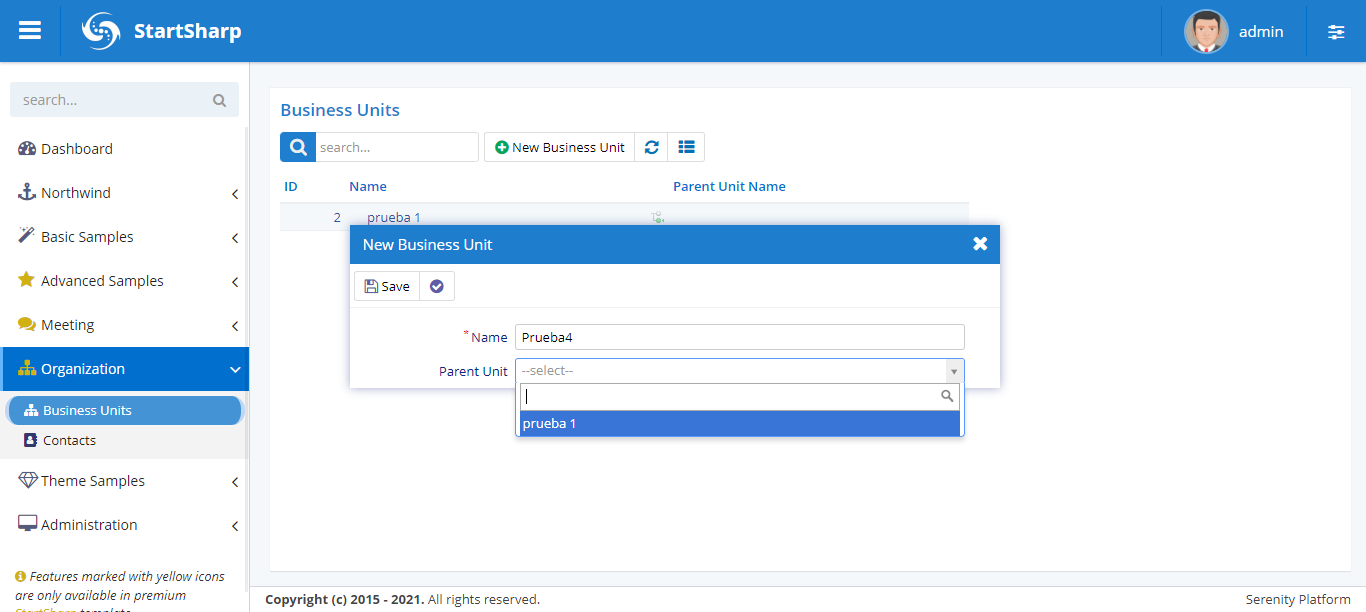 StartSharp
admin
search...
Dashboard
Northwind
Basic Samples
Advanced Samples
Meeting
Organization
Business Units
Contacts
Theme Samples
Administration
Features marked with yellow icons
are only available in premium
StartSharp template
Business Units
search...
New Business Unit
ID Name Parent Unit Name
2 prueba 1
New Business Unit
Save
* Name Prueba4
Parent Unit --select--
prueba 1
Copyright (c) 2015 - 2021. All rights reserved.
Serenity Platform